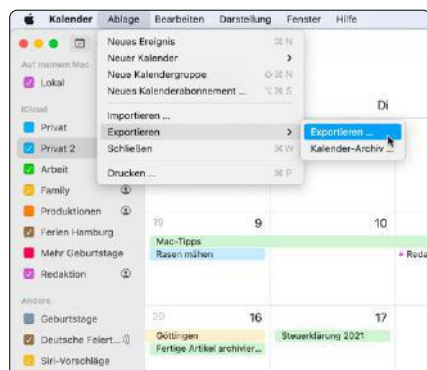 Kalender Ablage Bearbeiten Darstellung Fenster Hilfe
Neues Ereignis ⌘N
Neuer Kalender
Neue Kalendergruppe ⇧⌘N
Neues Kalenderabonnement ... ⌥⌘S
Importieren ...
Exportieren
Schließen ⌘W
Drucken ... ⌘P
Exportieren ...
Kalender-Archiv ...
Auf meinem Mac
Lokal
iCloud
Privat
Privat 2
Arbeit
Family
Produktionen
Ferien Hamburg
Mehr Geburtstage
Redaktion
Andere
Geburtstage
Deutsche Feiert...
Siri-Vorschläge
Di
19 9 10
Mac-Tipps
Rasen mähen
Reda
20 16 17
Göttingen
Steuerklärung 2021
Fertige Artikel archivier...